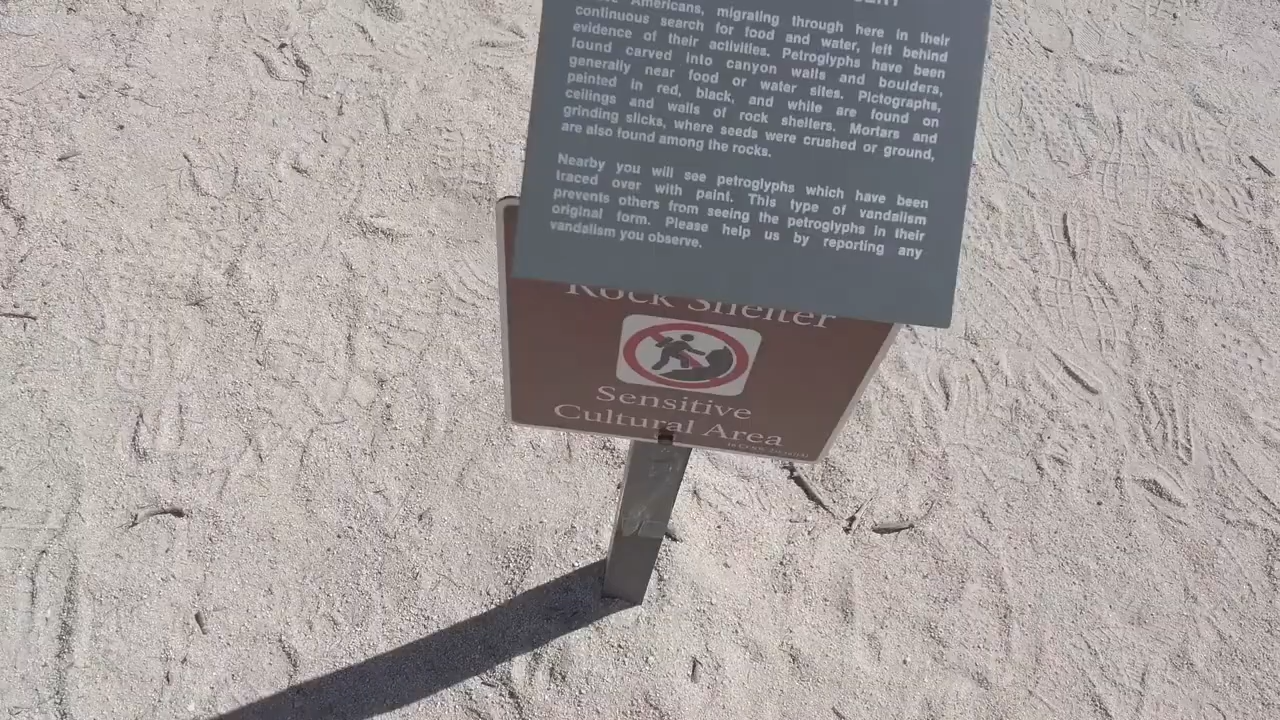 Americans, migrating through here in their
continuous search for food and water, left behind
evidence of their activities. Petroglyphs have been
found carved into canyon walls and boulders,
generally near food or water sites. Pictographs,
painted in red, black, and white are found on
ceilings and walls of rock shelters. Mortars and
grinding slicks, where seeds were crushed or ground,
are also found among the rocks.
Nearby you will see petroglyphs which have been
traced over with paint. This type of vandalism
prevents others from seeing the petroglyphs in their
original form. Please help us by reporting any
vandalism you observe.
Rock Shelter
Sensitive
Cultural Area